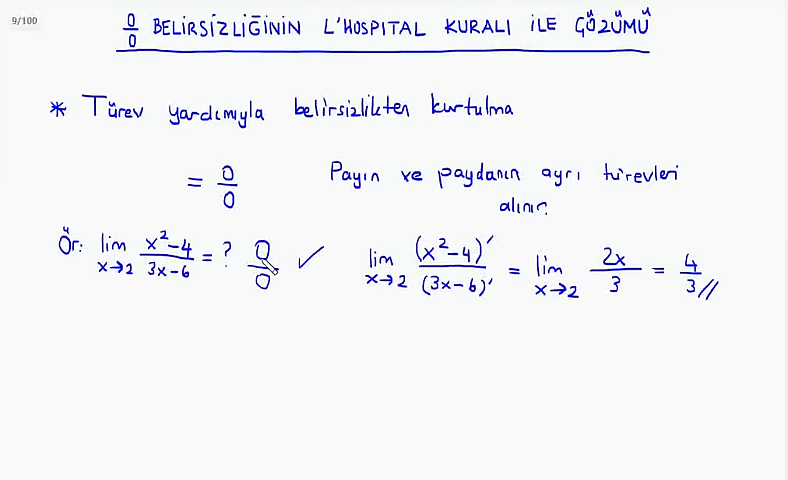 9/100
0/0 BELİRSİZLİĞİNİN L'HOSPITAL KURALI İLE ÇÖZÜMÜ
* Türev yardımıyla belirsizlikten kurtulma
= 0/0 Payın ve paydanın ayrı türevleri
alınır.
Ör: lim x→2 x²-4 / 3x-6 = ? 0/0 ✓ lim x→2 (x²-4)' / (3x-6)' = lim x→2 2x/3 = 4/3 //